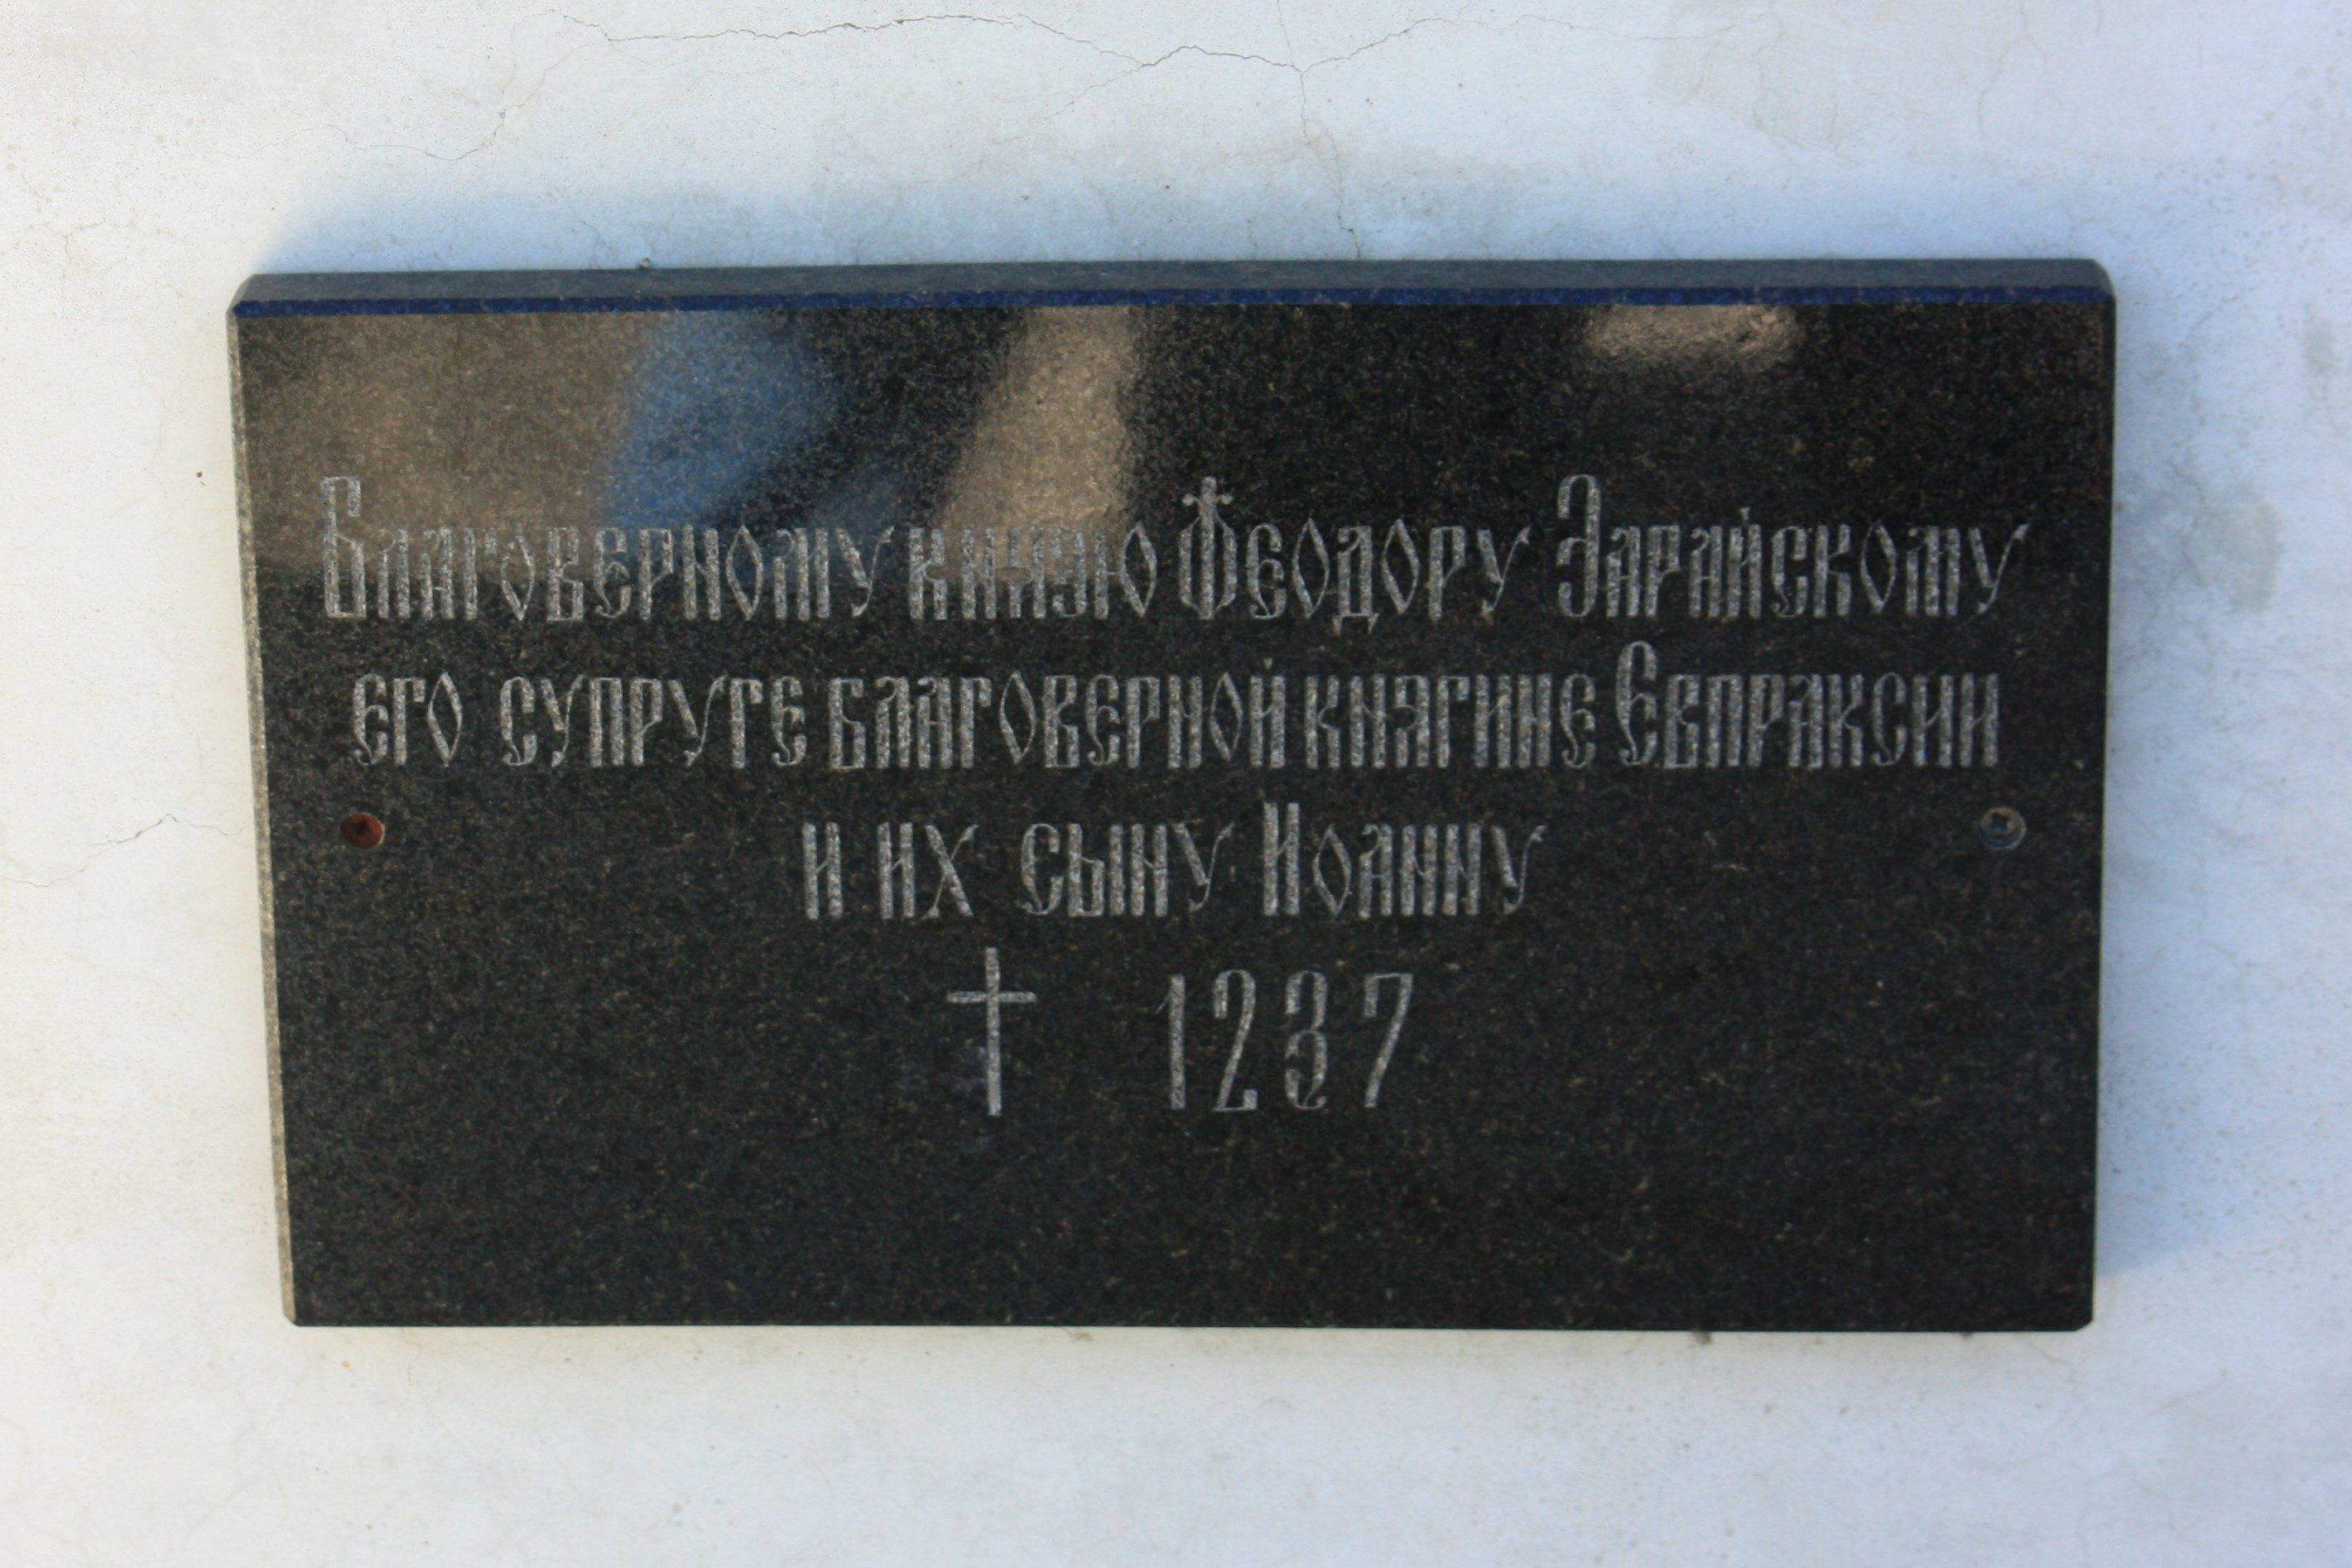 Благоверному князю Феодору Зарайскому
его супруге благоверной княгине Евпраксии
и их сыну Иоанну
† 1237